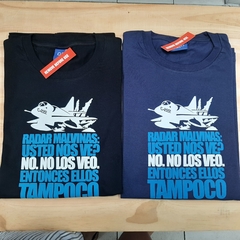 RADAR MALVINAS:
USTED NOS VE?
NO. NO LOS VEO.
ENTONCES ELLOS
TAMPOCO
RADAR MALVINAS:
USTED NOS VE?
NO. NO LOS VEO.
ENTONCES ELLOS
TAMPOCO